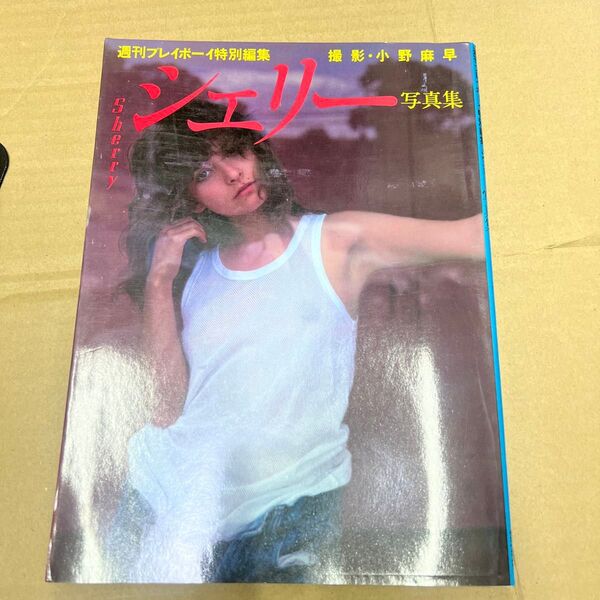 週刊プレイボーイ特別編集
撮影・小野麻早
シェリー
写真集
Sherry